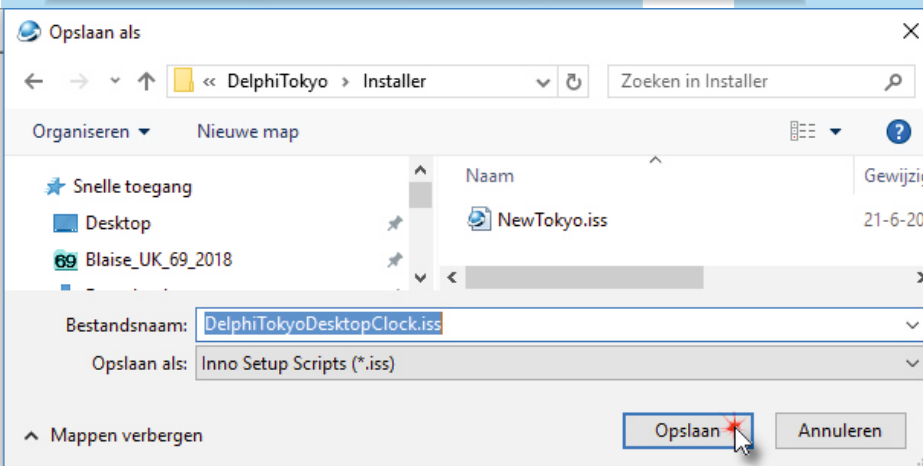 Opslaan als
« DelphiTokyo > Installer
Zoeken in Installer
Organiseren
Nieuwe map
?
Snelle toegang
Desktop
69 Blaise_UK_69_2018
Naam
Gewijzig
NewTokyo.iss
21-6-20
Bestandsnaam: DelphiTokyoDesktopClock.iss
Opslaan als: Inno Setup Scripts (*.iss)
Mappen verbergen
Opslaan
Annuleren